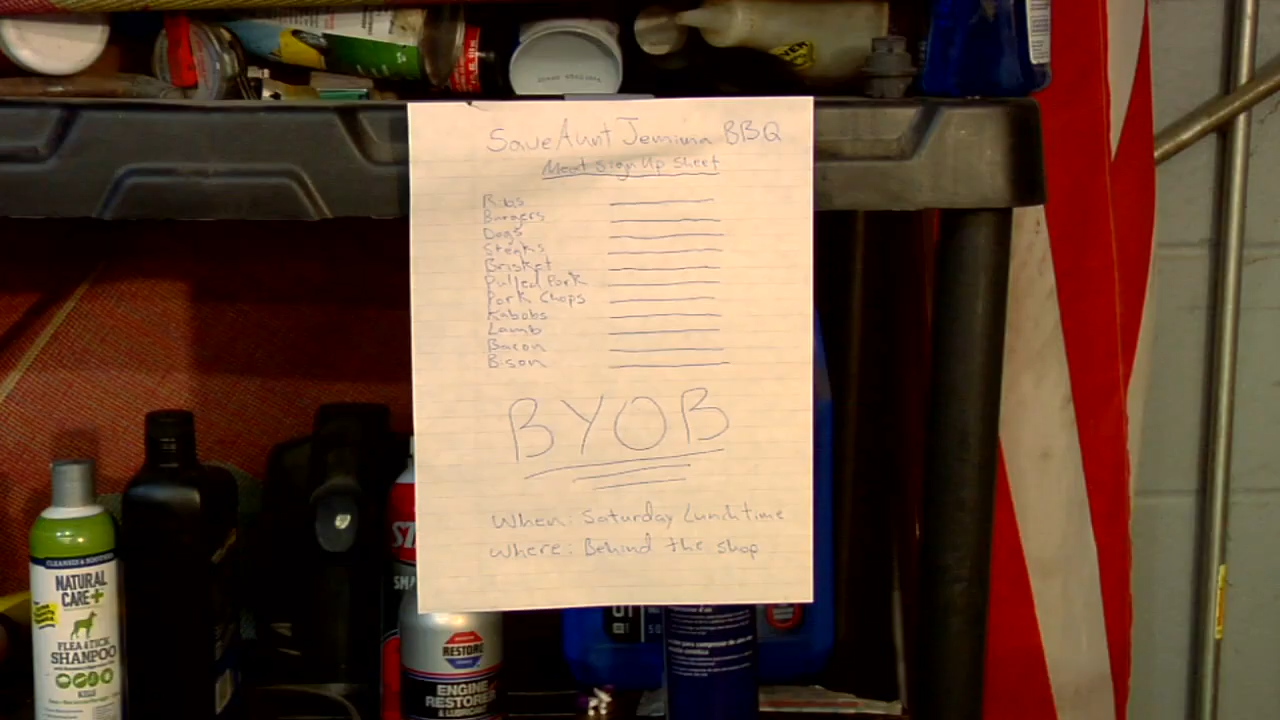 Save Aunt Jemima BBQ
Meat Sign Up Sheet
Ribs
Burgers
Dogs
Steaks
Brisket
Pulled Pork
Pork Chops
Kabobs
Lamb
Bacon
Bison
BYOB
When: Saturday Lunchtime
Where: Behind the shop
NATURAL
CARE+
FLEA & TICK
SHAMPOO
RESTORE
ENGINE
RESTORER
& LUBRICANT